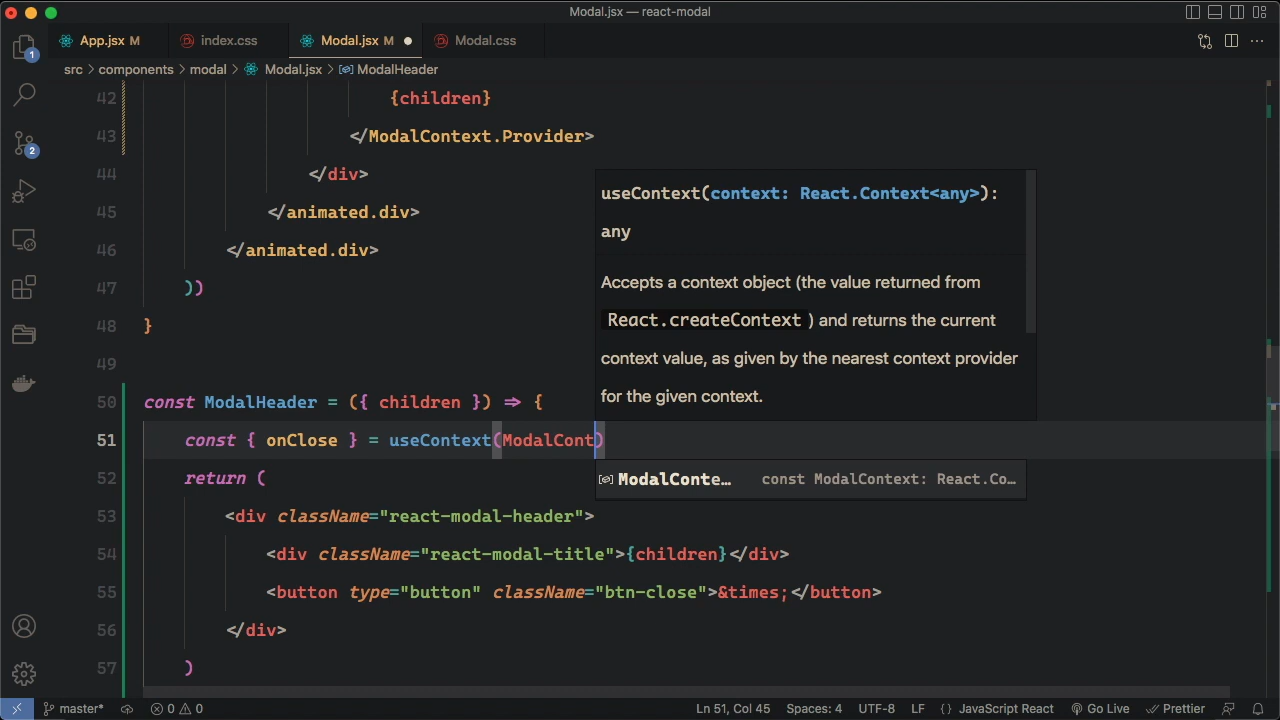 Modal.jsx — react-modal
App.jsx M
index.css
Modal.jsx M
Modal.css
src > components > modal > Modal.jsx > ModalHeader
1
2
42 {children}
43 </ModalContext.Provider>
44 </div>
45 </animated.div>
46 </animated.div>
47 ))
48 }
49
50 const ModalHeader = ({ children }) => {
51 const { onClose } = useContext(ModalCont)
52 return (
53 <div className="react-modal-header">
54 <div className="react-modal-title">{children}</div>
55 <button type="button" className="btn-close">&times;</button>
56 </div>
57 )
useContext(context: React.Context<any>):
any
Accepts a context object (the value returned from
React.createContext ) and returns the current
context value, as given by the nearest context provider
for the given context.
ModalConte… const ModalContext: React.Co…
master* 0 0 Ln 51, Col 45 Spaces: 4 UTF-8 LF {} JavaScript React Go Live Prettier